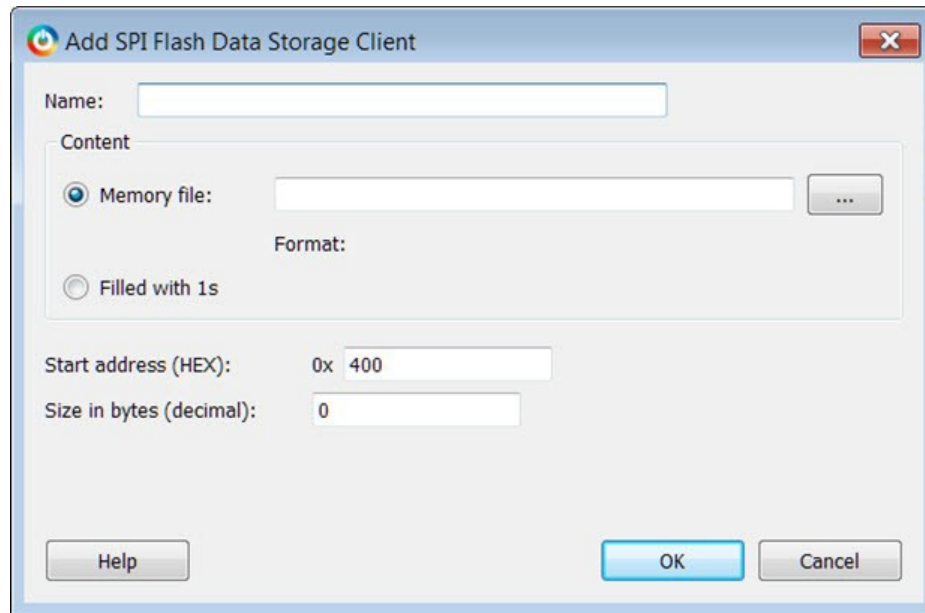 Add SPI Flash Data Storage Client
Name:
Content
Memory file:
...
Format:
Filled with 1s
Start address (HEX): 0x 400
Size in bytes (decimal): 0
Help OK Cancel